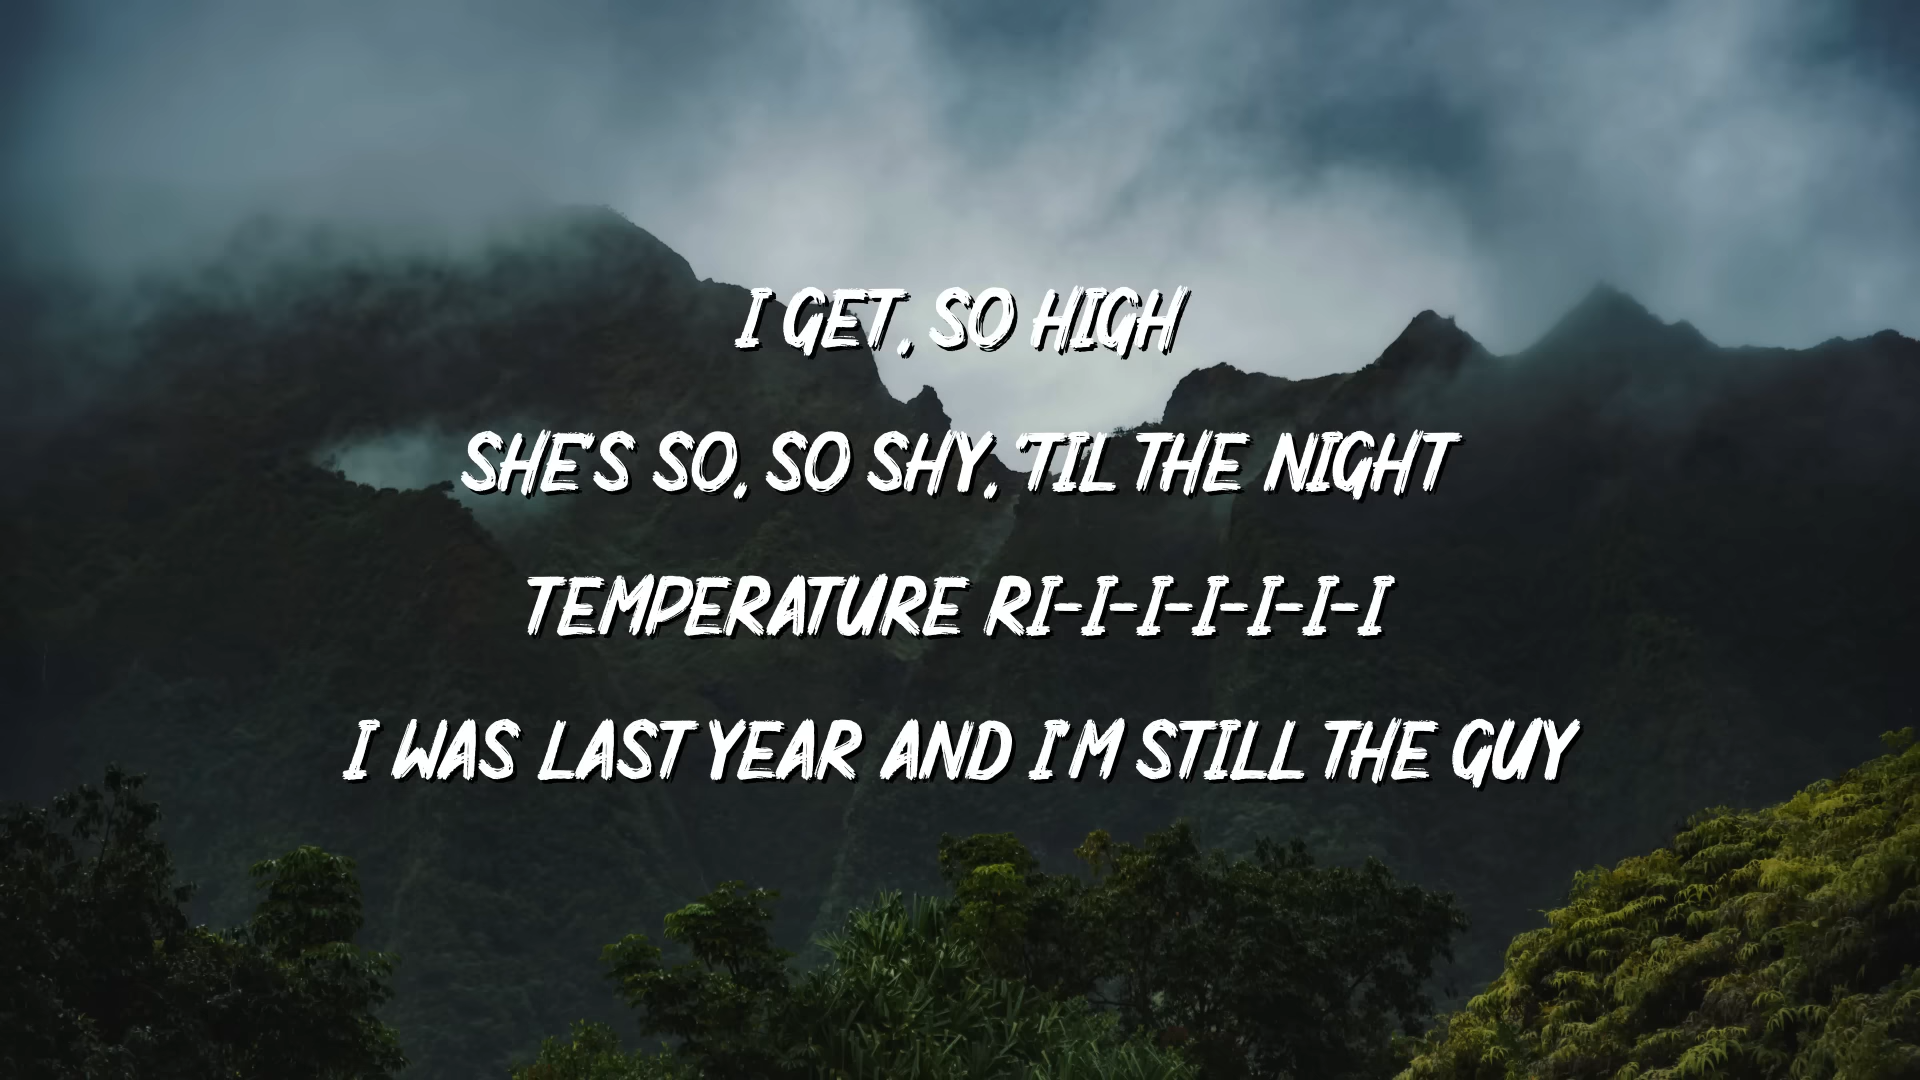 I GET, SO HIGH
SHE'S SO, SO SHY, 'TIL THE NIGHT
TEMPERATURE RI-I-I-I-I-I-I
I WAS LAST YEAR AND I'M STILL THE GUY